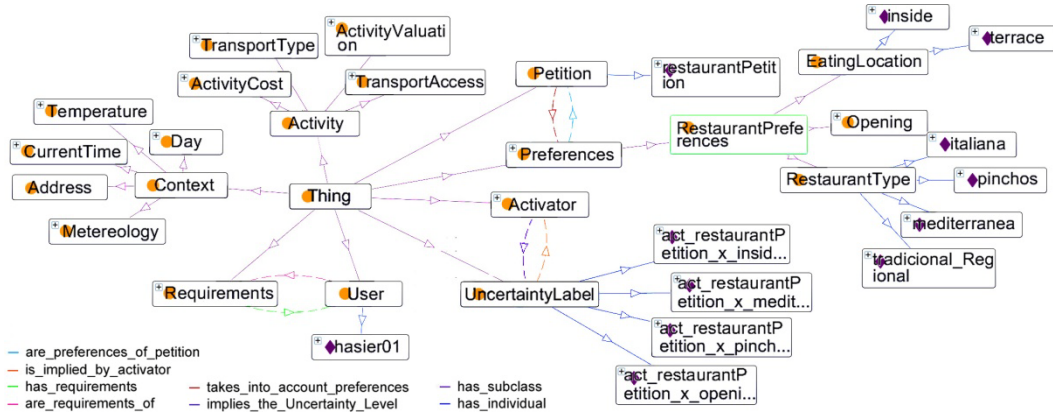 inside
terrace
ActivityValuati
on
TransportType
EatingLocation
Petition
restaurantPetit
ion
ActivityCost
TransportAccess
Temperature
Activity
RestaurantPrefe
rences
Opening
Day
italiana
CurrentTime
Preferences
RestaurantType
pinchos
Address
Context
Thing
Activator
mediterranea
Metereology
act_restaurantP
etition_x_insid...
tradicional_Reg
ional
Requirements
User
UncertaintyLabel
act_restaurantP
etition_x_medit...
act_restaurantP
etition_x_pinch...
hasier01
act_restaurantP
etition_x_openi...
are_preferences_of_petition
is_implied_by_activator
has_requirements
are_requirements_of
takes_into_account_preferences
implies_the_Uncertainty_Level
has_subclass
has_individual